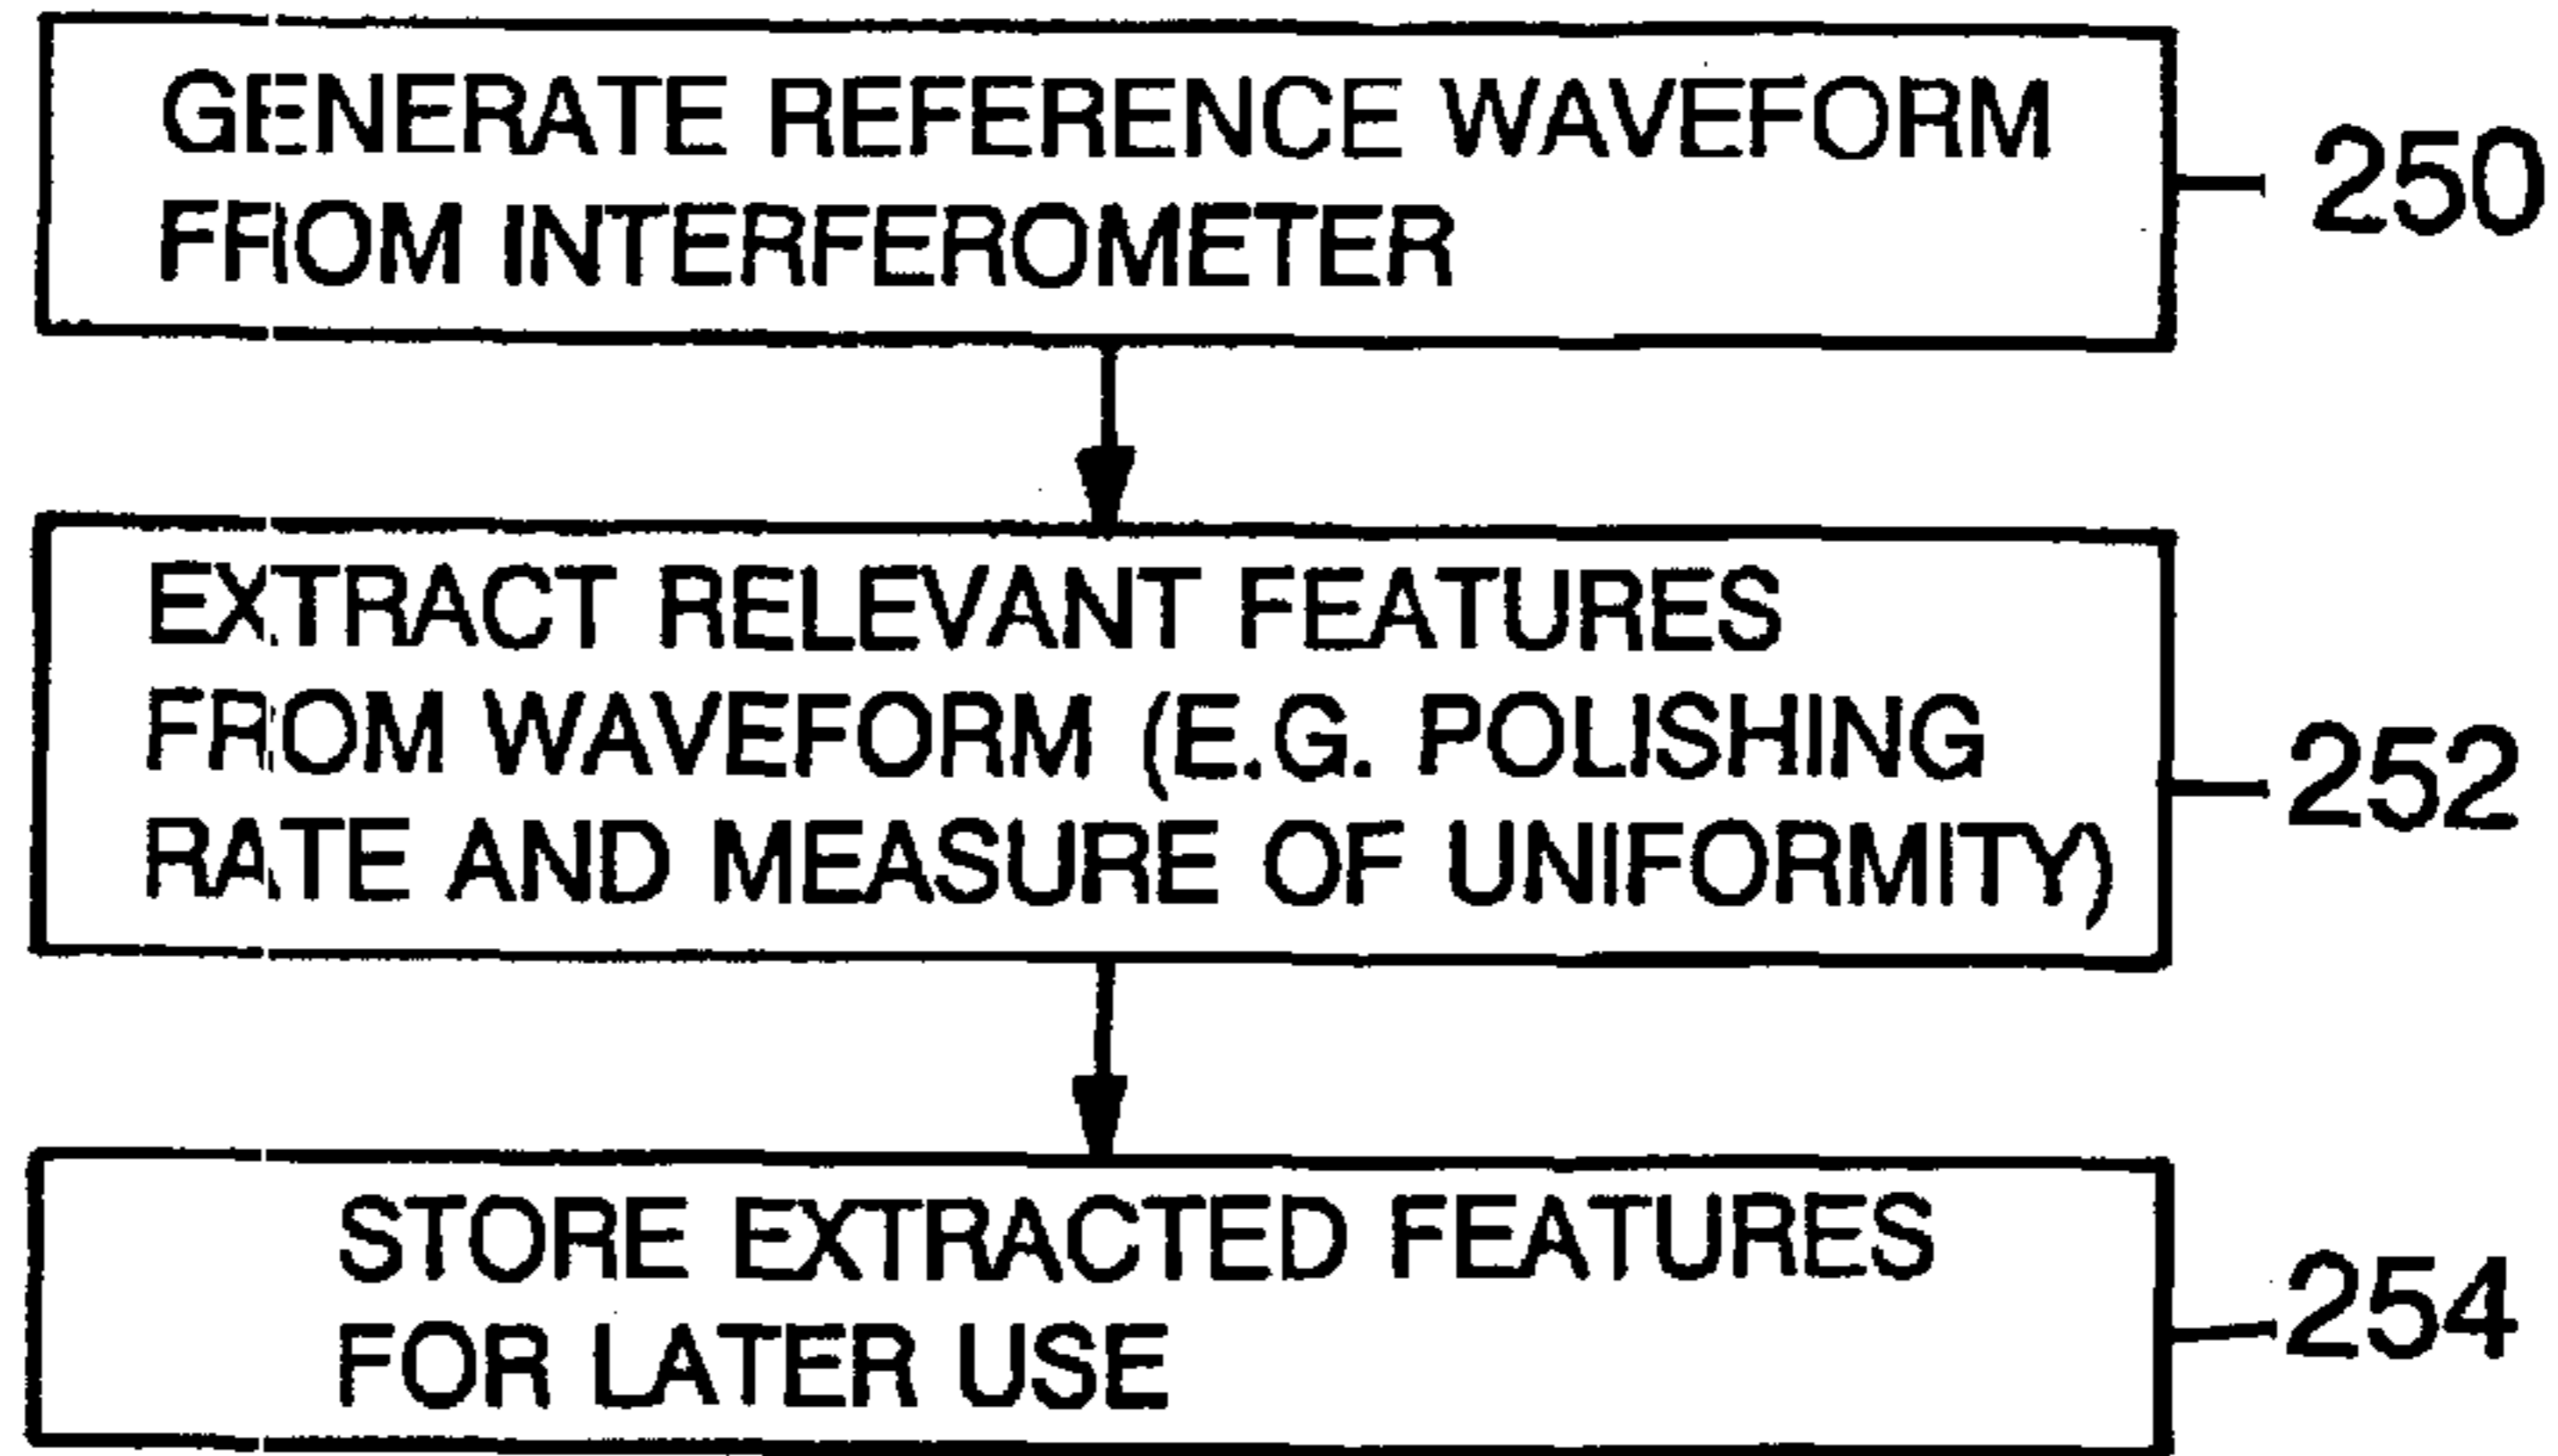 GENERATE REFERENCE WAVEFORM
FROM INTERFEROMETER
250
EXTRACT RELEVANT FEATURES
FROM WAVEFORM (E.G. POLISHING
RATE AND MEASURE OF UNIFORMITY)
252
STORE EXTRACTED FEATURES
FOR LATER USE
254